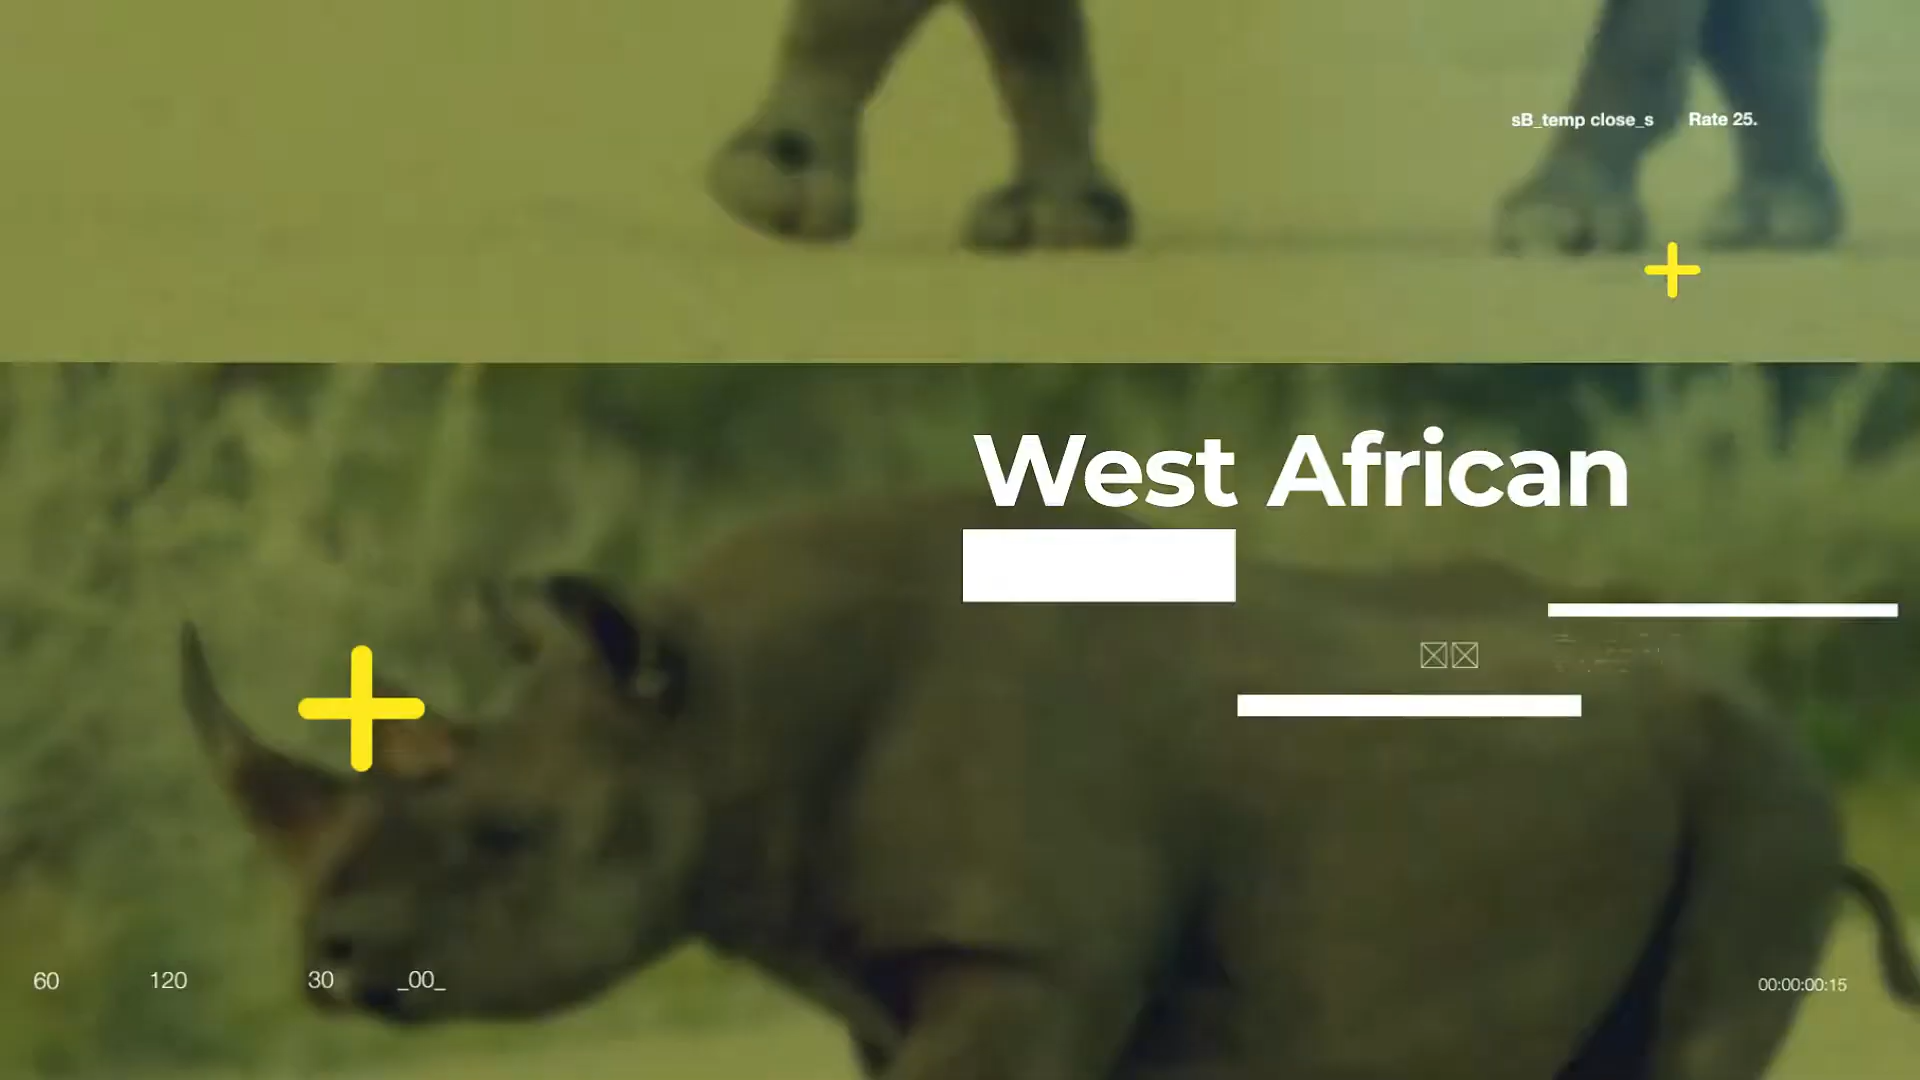 sB_temp close_s Rate 25.
West African
60 120 30 _00_
00:00:00:15